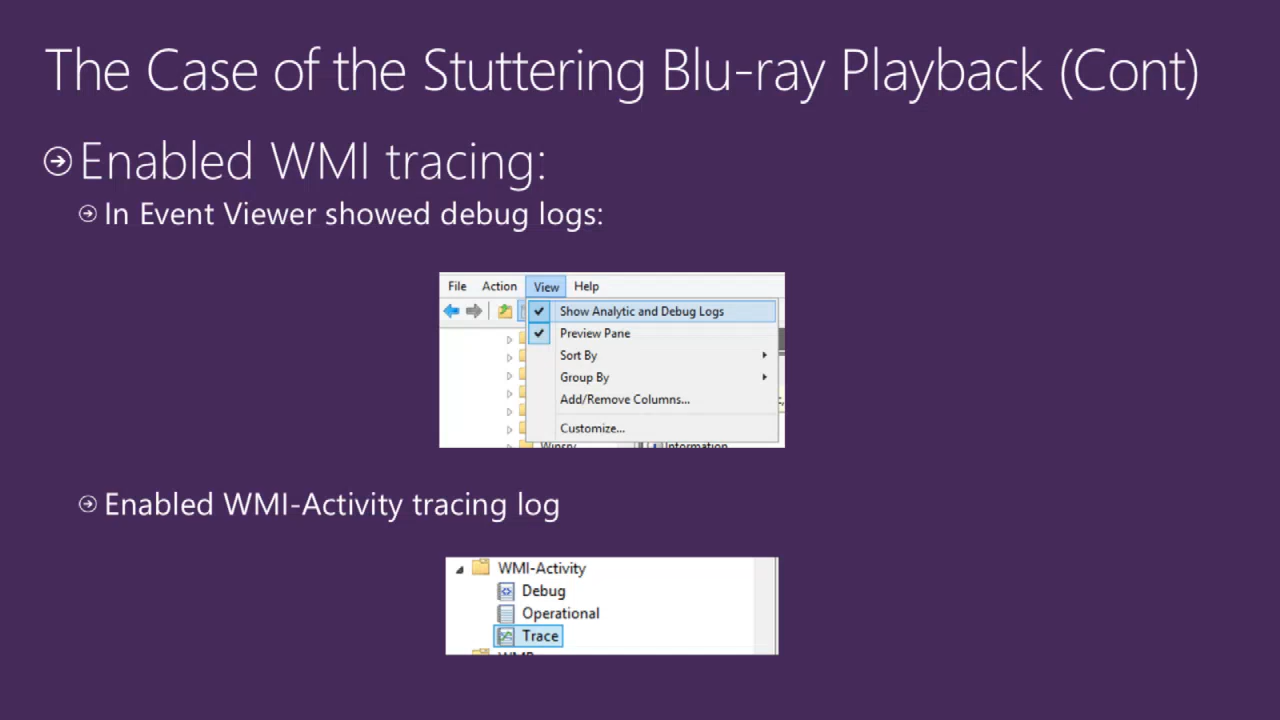 The Case of the Stuttering Blu-ray Playback (Cont)
Enabled WMI tracing:
In Event Viewer showed debug logs:
File Action View Help
Show Analytic and Debug Logs
Preview Pane
Sort By
Group By
Add/Remove Columns...
Customize...
Information
Enabled WMI-Activity tracing log
WMI-Activity
Debug
Operational
Trace